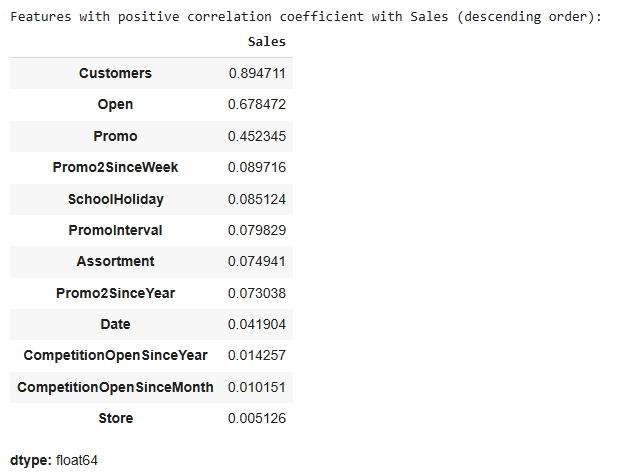 Features with positive correlation coefficient with Sales (descending order):
Sales
Customers 0.894711
Open 0.678472
Promo 0.452345
Promo2SinceWeek 0.089716
SchoolHoliday 0.085124
PromoInterval 0.079829
Assortment 0.074941
Promo2SinceYear 0.073038
Date 0.041904
CompetitionOpenSinceYear 0.014257
CompetitionOpenSinceMonth 0.010151
Store 0.005126
dtype: float64